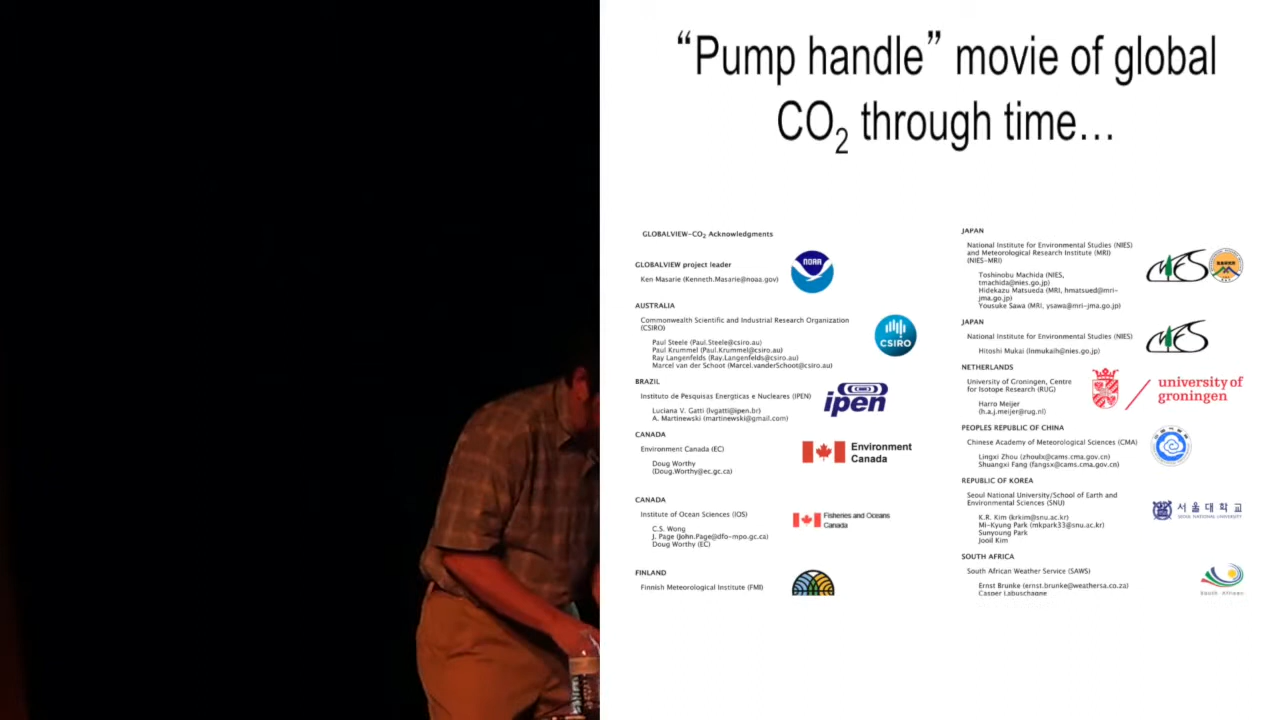 “Pump handle” movie of global
CO₂ through time...
GLOBALVIEW-CO₂ Acknowledgments
GLOBALVIEW project leader
Ken Masarie (Kenneth.Masarie@noaa.gov)
NOAA
AUSTRALIA
Commonwealth Scientific and Industrial Research Organization
(CSIRO)
Paul Steele (Paul.Steele@csiro.au)
Paul Krummel (Paul.Krummel@csiro.au)
Ray Langenfelds (Ray.Langenfelds@csiro.au)
Marcel van der Schoot (Marcel.vanderSchoot@csiro.au)
CSIRO
BRAZIL
Instituto de Pesquisas Energticas e Nucleares (IPEN)
Luciana V. Gatti (lvgatti@ipen.br)
A. Martinewski (martinewski@gmail.com)
ipen
CANADA
Environment Canada (EC)
Doug Worthy
(Doug.Worthy@ec.gc.ca)
Environment
Canada
CANADA
Institute of Ocean Sciences (IOS)
C.S. Wong
J. Page (John.Page@dfo-mpo.gc.ca)
Doug Worthy (EC)
Fisheries and Oceans
Canada
FINLAND
Finnish Meteorological Institute (FMI)
JAPAN
National Institute for Environmental Studies (NIES)
and Meteorological Research Institute (MRI)
(NIES-MRI)
Toshinobu Machida (NIES,
tmachida@nies.go.jp)
Hidekazu Matsueda (MRI, hmatsued@mri-
jma.go.jp)
Yousuke Sawa (MRI, ysawa@mri-jma.go.jp)
NIES
JAPAN
National Institute for Environmental Studies (NIES)
Hitoshi Mukai (lnmukaih@nies.go.jp)
NIES
NETHERLANDS
University of Groningen, Centre
for Isotope Research (RUG)
Harro Meijer
(h.a.j.meijer@rug.nl)
university of
groningen
PEOPLES REPUBLIC OF CHINA
Chinese Academy of Meteorological Sciences (CMA)
Lingxi Zhou (zhoulx@cams.cma.gov.cn)
Shuangxi Fang (fangsx@cams.cma.gov.cn)
REPUBLIC OF KOREA
Seoul National University/School of Earth and
Environmental Sciences (SNU)
K.R. Kim (krkim@snu.ac.kr)
Mi-Kyung Park (mkpark33@snu.ac.kr)
Sunyoung Park
Jooil Kim
서울대학교
SEOUL NATIONAL UNIVERSITY
SOUTH AFRICA
South African Weather Service (SAWS)
Ernst Brunke (ernst.brunke@weathersa.co.za)
Casper Labuschagne
South African